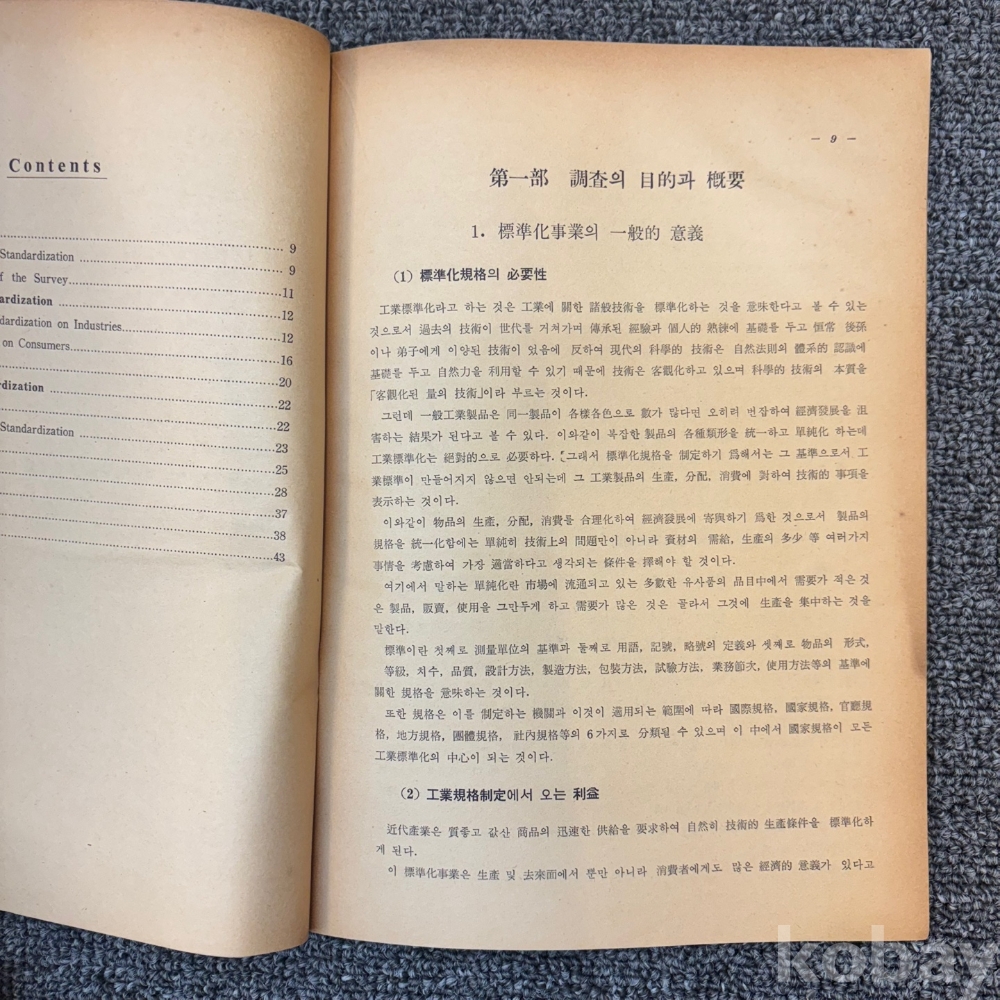 Contents
9
Standardization 9
f the Survey 11
ardization 12
dardization on Industries 12
on Consumers 16
20
rdization 22
22
Standardization 23
25
28
37
38
43
— 9 —
第一部 調査의 目的과 概要
1. 標準化事業의 一般的 意義
(1) 標準化規格의 必要性
工業標準化라고 하는 것은 工業에 關한 諸般技術을 標準化하는 것을 意味한다고 볼 수 있는
것으로서 過去의 技術이 世代를 거쳐가며 傳承된 經驗과 個人的 熟練에 基礎를 두고 恒常 後孫
이나 弟子에게 이양된 技術이 있음에 反하여 現代의 科學的 技術은 自然法則의 體系的 認識에
基礎를 두고 自然力을 利用할 수 있기 때문에 技術은 客觀化하고 있으며 科學的 技術의 本質을
「客觀化된 量의 技術」이라 부르는 것이다.
그런데 一般工業製品은 同一製品이 各樣各色으로 數가 많다면 오히려 번잡하여 經濟發展을 沮
害하는 結果가 된다고 볼 수 있다. 이와같이 복잡한 製品의 各種類形을 統一하고 單純化 하는데
工業標準化는 絕對的으로 必要하다. 그래서 標準化規格을 制定하기 爲해서는 그 基準으로서 工
業標準이 만들어지지 않으면 안되는데 그 工業製品의 生產, 分配, 消費에 對하여 技術的 事項을
表示하는 것이다.
이와같이 物品의 生產, 分配, 消費를 合理化하여 經濟發展에 寄與하기 爲한 것으로서 製品의
規格을 統一化함에는 單純히 技術上의 問題만이 아니라 資材의 需給, 生產의 多少 等 여러가지
事情을 考慮하여 가장 適當하다고 생각되는 條件을 擇해야 할 것이다.
여기에서 말하는 單純化란 市場에 流通되고 있는 多數한 유사품의 品目中에서 需要가 적은것
은 製品, 販賣, 使用을 그만두게 하고 需要가 많은 것은 골라서 그것에 生產을 集中하는 것을
말한다.
標準이란 첫째로 測量單位의 基準과 둘째로 用語, 記號, 略號의 定義와 셋째로 物品의 形式,
等級, 치수, 品質, 設計方法, 製造方法, 包裝方法, 試驗方法, 業務節次, 使用方法等의 基準에
關한 規格을 意味하는 것이다.
또한 規格은 이를 制定하는 機關과 이것이 適用되는 範圍에 따라 國際規格, 國家規格, 官廳規
格, 地方規格, 團體規格, 社內規格等의 6가지로 分類될 수 있으며 이 中에서 國家規格이 모든
工業標準化의 中心이 되는 것이다.
(2) 工業規格制定에서 오는 利益
近代產業은 質좋고 값산 商品의 迅速한 供給을 要求하여 自然히 技術的 生產條件을 標準化하
게 된다.
이 標準化事業은 生產 및 去來面에서 뿐만 아니라 消費者에게도 많은 經濟的 意義가 있다고
kobay